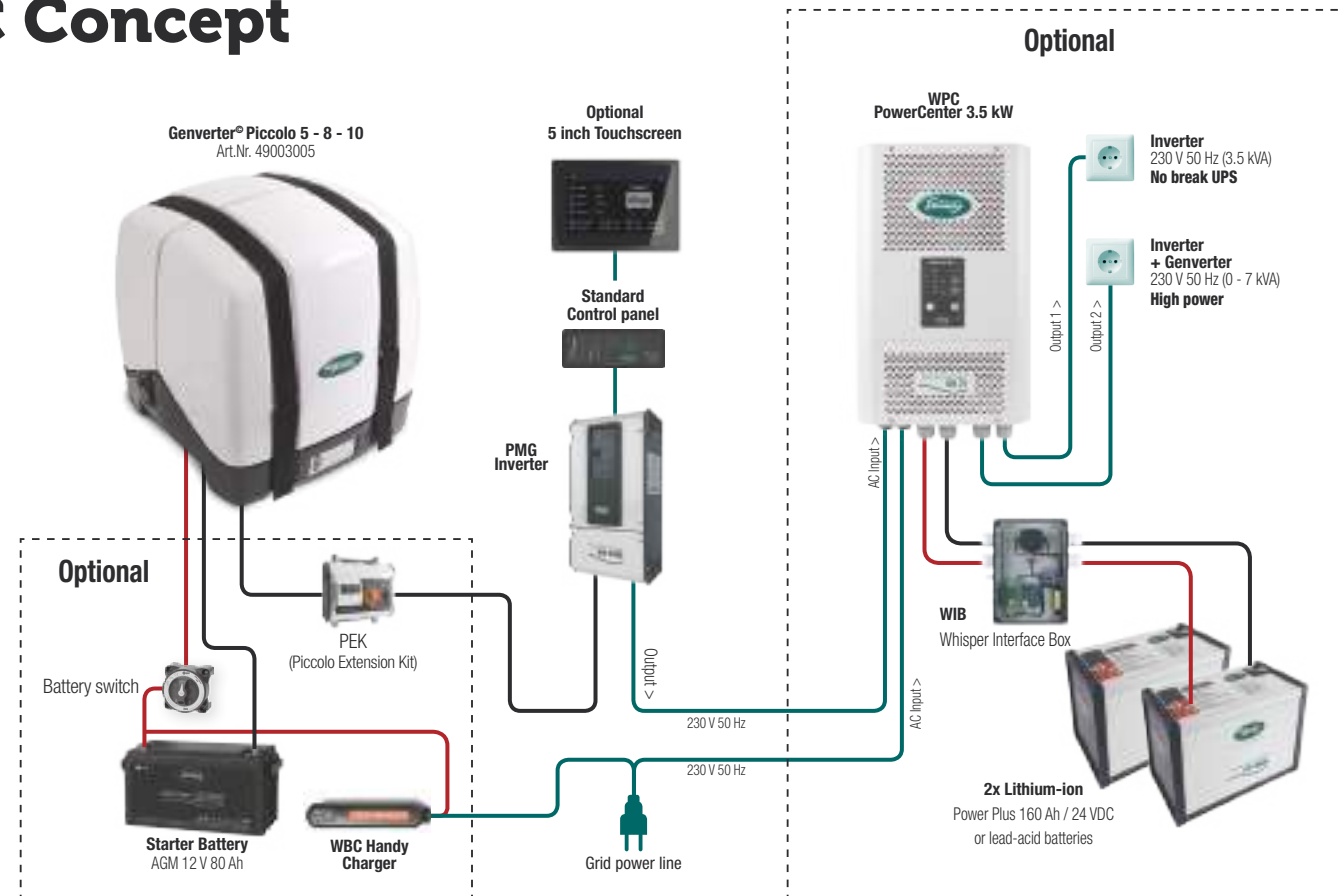 Concept
Optional
Genverter© Piccolo 5 - 8 - 10
Art.Nr. 49003005
Optional
5 inch Touchscreen
WPC
PowerCenter 3.5 kW
Inverter
230 V 50 Hz (3.5 kVA)
No break UPS
Inverter
+ Genverter
230 V 50 Hz (0 - 7 kVA)
High power
Standard
Control panel
Output 1 >
Output 2 >
PMG
Inverter
AC Input >
Optional
PEK
(Piccolo Extension Kit)
WIB
Whisper Interface Box
Battery switch
Output >
AC Input >
230 V 50 Hz
230 V 50 Hz
2x Lithium-ion
Power Plus 160 Ah / 24 VDC
or lead-acid batteries
Starter Battery
AGM 12 V 80 Ah
WBC Handy
Charger
Grid power line